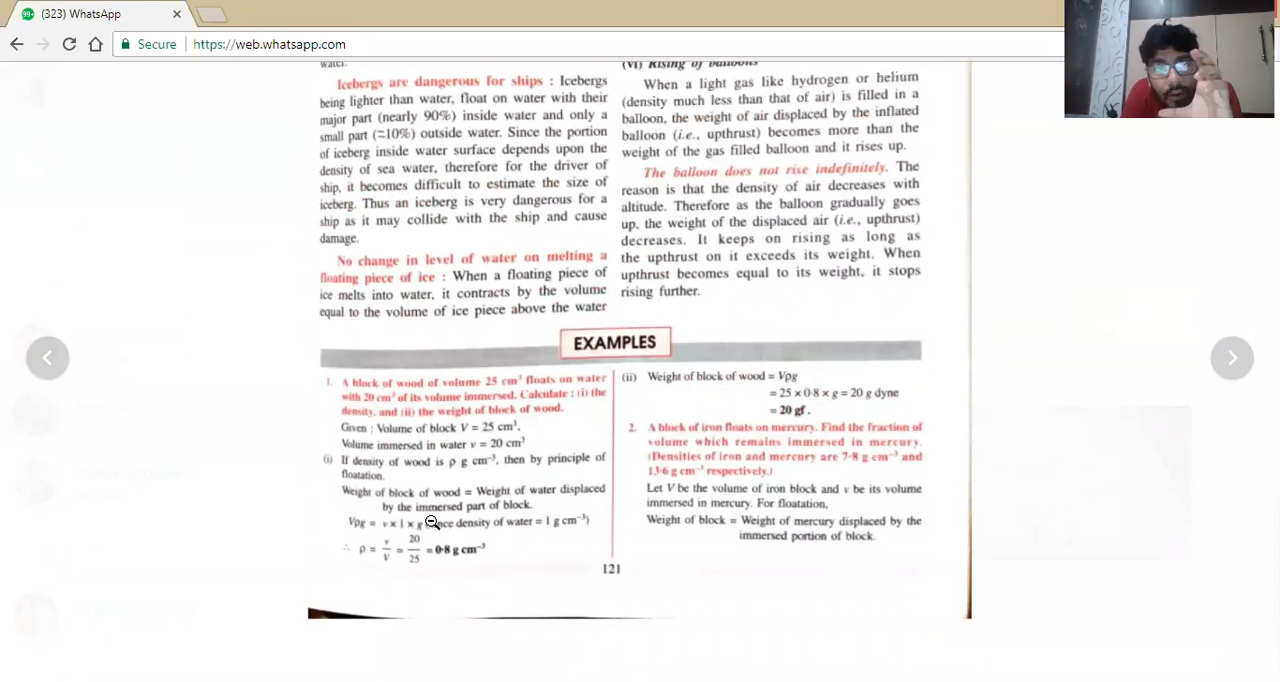 (323) WhatsApp
99+
Secure
https://web.whatsapp.com
water.
Icebergs are dangerous for ships : Icebergs
being lighter than water, float on water with their
major part (nearly 90%) inside water and only a
small part (≃10%) outside water. Since the portion
of iceberg inside water surface depends upon the
density of sea water, therefore for the driver of
ship, it becomes difficult to estimate the size of
iceberg. Thus an iceberg is very dangerous for a
ship as it may collide with the ship and cause
damage.
No change in level of water on melting a
floating piece of ice : When a floating piece of
ice melts into water, it contracts by the volume
equal to the volume of ice piece above the water
(vi) Rising of balloons
When a light gas like hydrogen or helium
(density much less than that of air) is filled in a
balloon, the weight of air displaced by the inflated
balloon (i.e., upthrust) becomes more than the
weight of the gas filled balloon and it rises up.
The balloon does not rise indefinitely. The
reason is that the density of air decreases with
altitude. Therefore as the balloon gradually goes
up, the weight of the displaced air (i.e., upthrust)
decreases. It keeps on rising as long as
the upthrust on it exceeds its weight. When
upthrust becomes equal to its weight, it stops
rising further.
EXAMPLES
1. A block of wood of volume 25 cm³ floats on water
with 20 cm³ of its volume immersed. Calculate : (i) the
density, and (ii) the weight of block of wood.
Given : Volume of block V = 25 cm³,
Volume immersed in water v = 20 cm³
(i) If density of wood is ρ g cm⁻³, then by principle of
floatation,
Weight of block of wood = Weight of water displaced
by the immersed part of block.
Vρg = v × 1 × g density of water = 1 g cm⁻³)
∴ ρ = v/V = 20/25 = 0·8 g cm⁻³
(ii) Weight of block of wood = Vρg
= 25 × 0·8 × g = 20 g dyne
= 20 gf.
2. A block of iron floats on mercury. Find the fraction of
volume which remains immersed in mercury.
(Densities of iron and mercury are 7·8 g cm⁻³ and
13·6 g cm⁻³ respectively.)
Let V be the volume of iron block and v be its volume
immersed in mercury. For floatation,
Weight of block = Weight of mercury displaced by the
immersed portion of block.
121